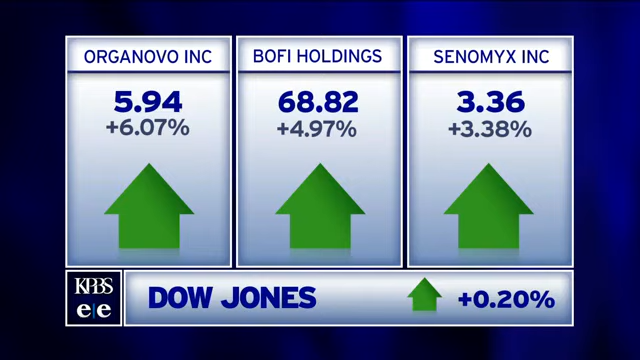 ORGANOVO INC
5.94
+6.07%
BOFI HOLDINGS
68.82
+4.97%
SENOMYX INC
3.36
+3.38%
KPBS
e|e
DOW JONES
+0.20%